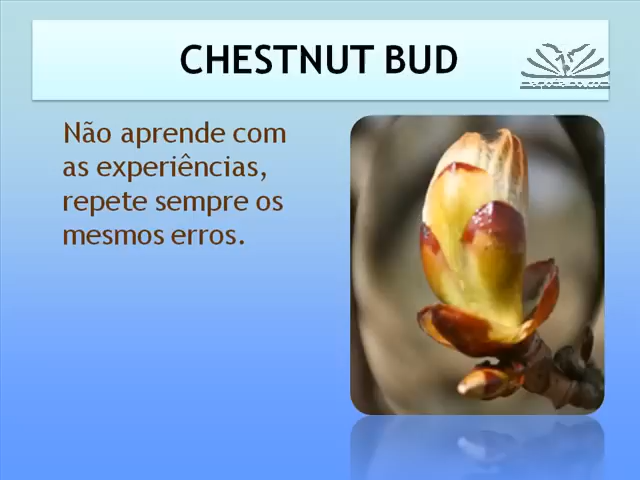 CHESTNUT BUD
Não aprende com
as experiências,
repete sempre os
mesmos erros.